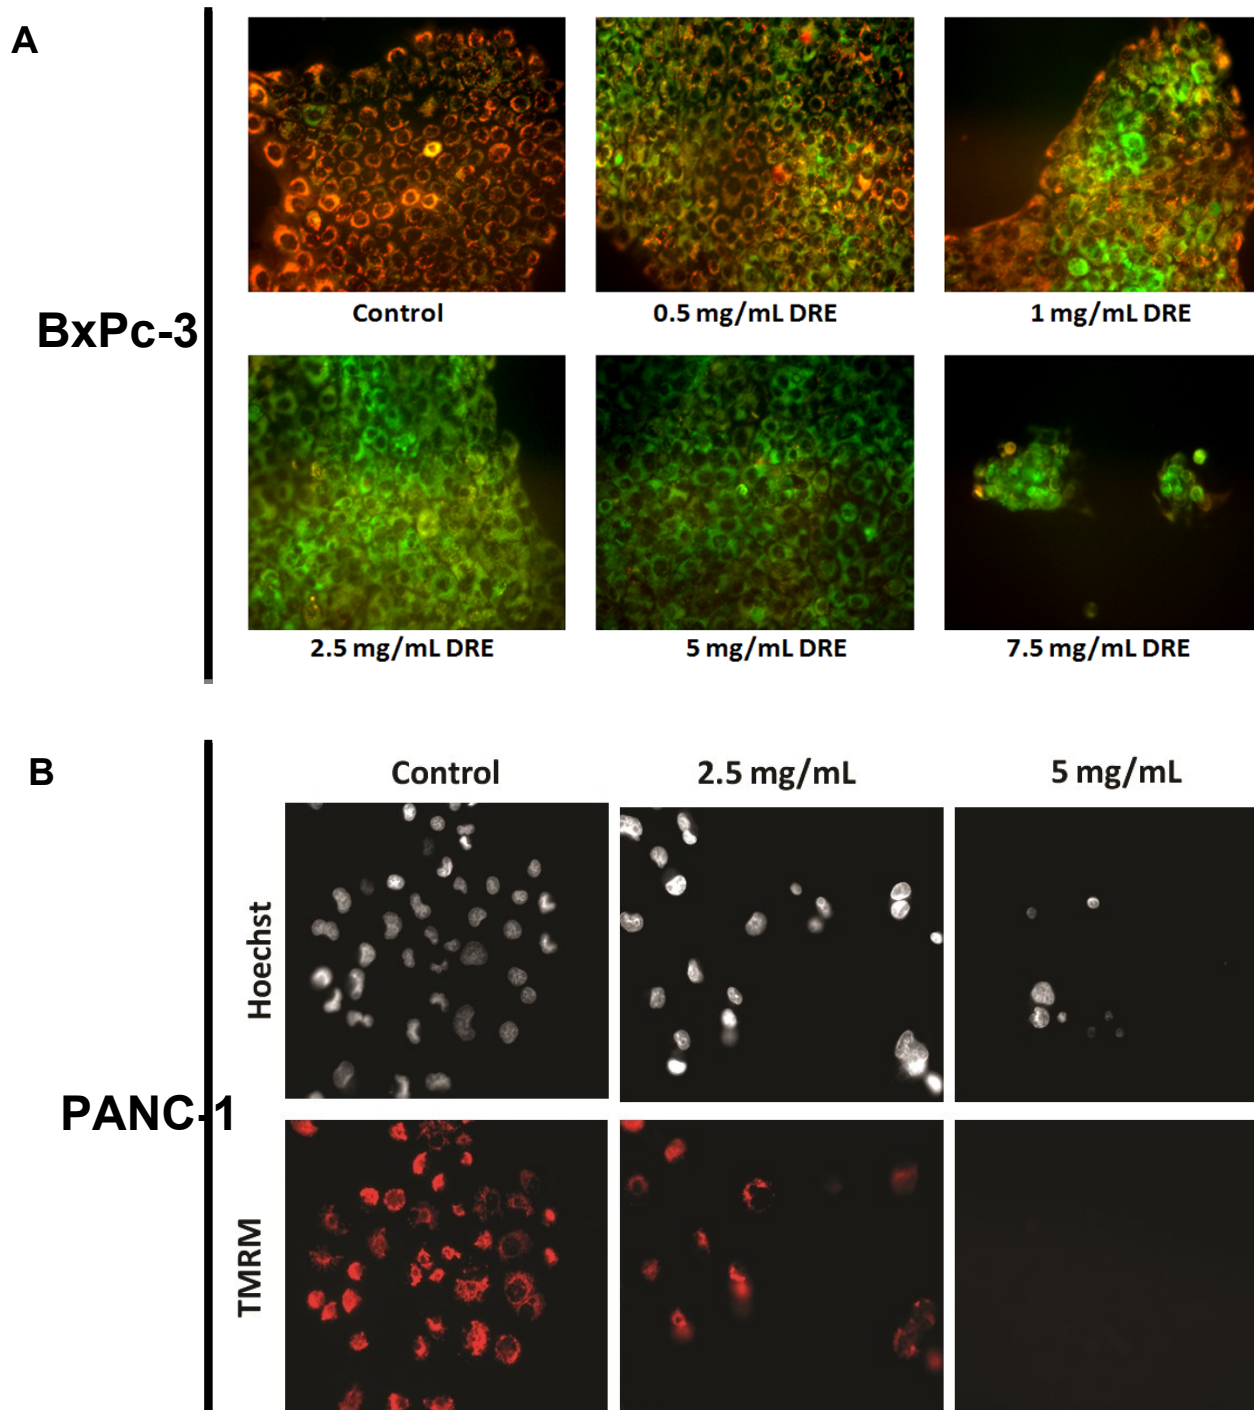 A
BxPc-3
Control
0.5 mg/mL DRE
1 mg/mL DRE
2.5 mg/mL DRE
5 mg/mL DRE
7.5 mg/mL DRE
B
Control
2.5 mg/mL
5 mg/mL
Hoechst
PANC-1
TMRM